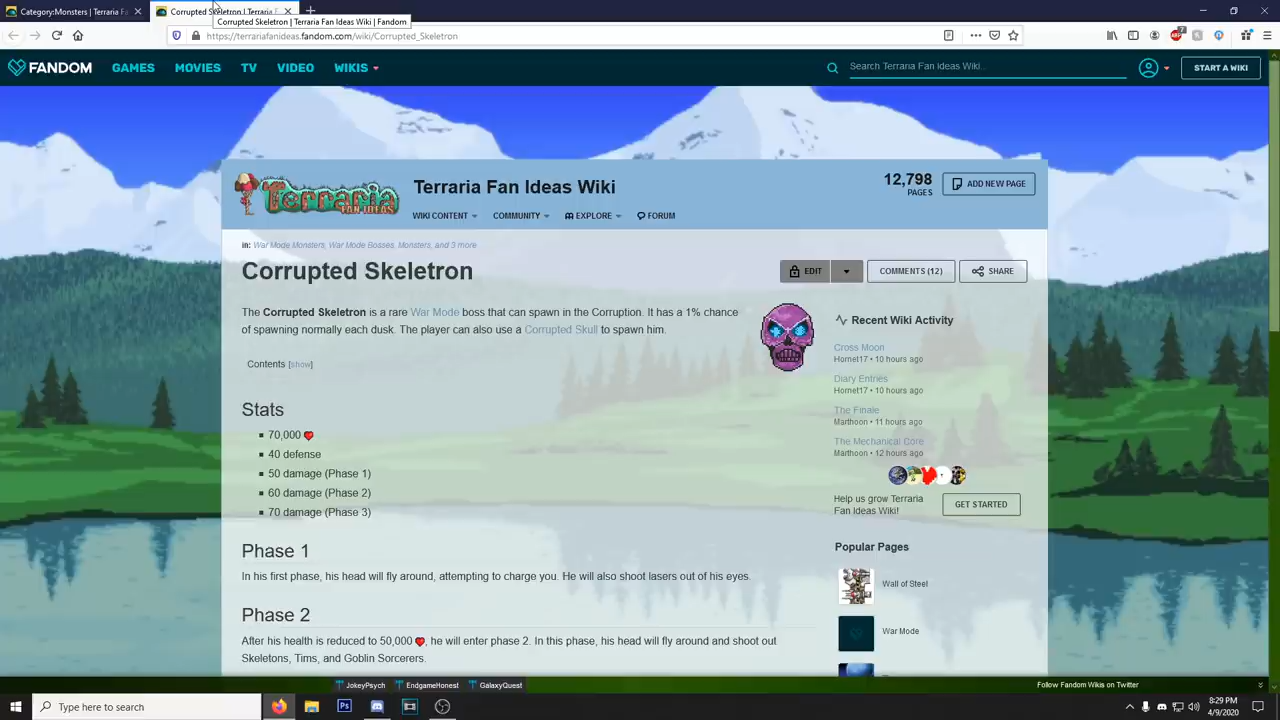 Category:Monsters | Terraria Fa
Corrupted Skeletron | Terraria
Corrupted Skeletron | Terraria Fan Ideas Wiki | Fandom
https://terrariafanideas.fandom.com/wiki/Corrupted_Skeletron
7
FANDOM GAMES MOVIES TV VIDEO WIKIS
Search Terraria Fan Ideas Wiki...
START A WIKI
Terraria
FAN IDEAS
Terraria Fan Ideas Wiki
12,798
PAGES
ADD NEW PAGE
WIKI CONTENT COMMUNITY EXPLORE FORUM
in: War Mode Monsters, War Mode Bosses, Monsters, and 3 more
Corrupted Skeletron
EDIT COMMENTS (12) SHARE
The Corrupted Skeletron is a rare War Mode boss that can spawn in the Corruption. It has a 1% chance
of spawning normally each dusk. The player can also use a Corrupted Skull to spawn him.
Contents [show]
Stats
70,000
40 defense
50 damage (Phase 1)
60 damage (Phase 2)
70 damage (Phase 3)
Phase 1
In his first phase, his head will fly around, attempting to charge you. He will also shoot lasers out of his eyes.
Phase 2
After his health is reduced to 50,000 , he will enter phase 2. In this phase, his head will fly around and shoot out
Skeletons, Tims, and Goblin Sorcerers.
Recent Wiki Activity
Cross Moon
Hornet17 • 10 hours ago
Diary Entries
Hornet17 • 10 hours ago
The Finale
Marthoon • 11 hours ago
The Mechanical Core
Marthoon • 12 hours ago
Help us grow Terraria
Fan Ideas Wiki!
GET STARTED
Popular Pages
Wall of Steel
War Mode
JokeyPsych EndgameHonest GalaxyQuest
Follow Fandom Wikis on Twitter
Type here to search
8:29 PM
4/9/2020